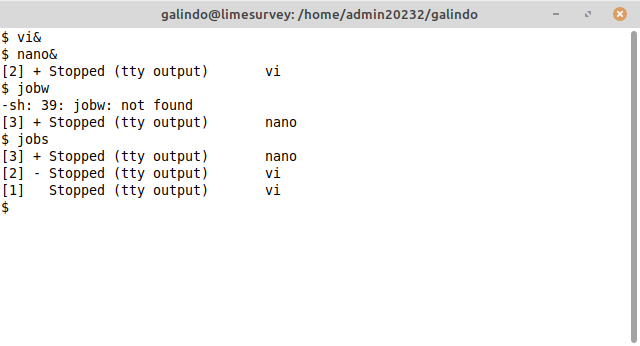 galindo@limesurvey: /home/admin20232/galindo
$ vi&
$ nano&
[2] + Stopped (tty output)       vi
$ jobw
-sh: 39: jobw: not found
[3] + Stopped (tty output)       nano
$ jobs
[3] + Stopped (tty output)       nano
[2] - Stopped (tty output)       vi
[1]   Stopped (tty output)       vi
$